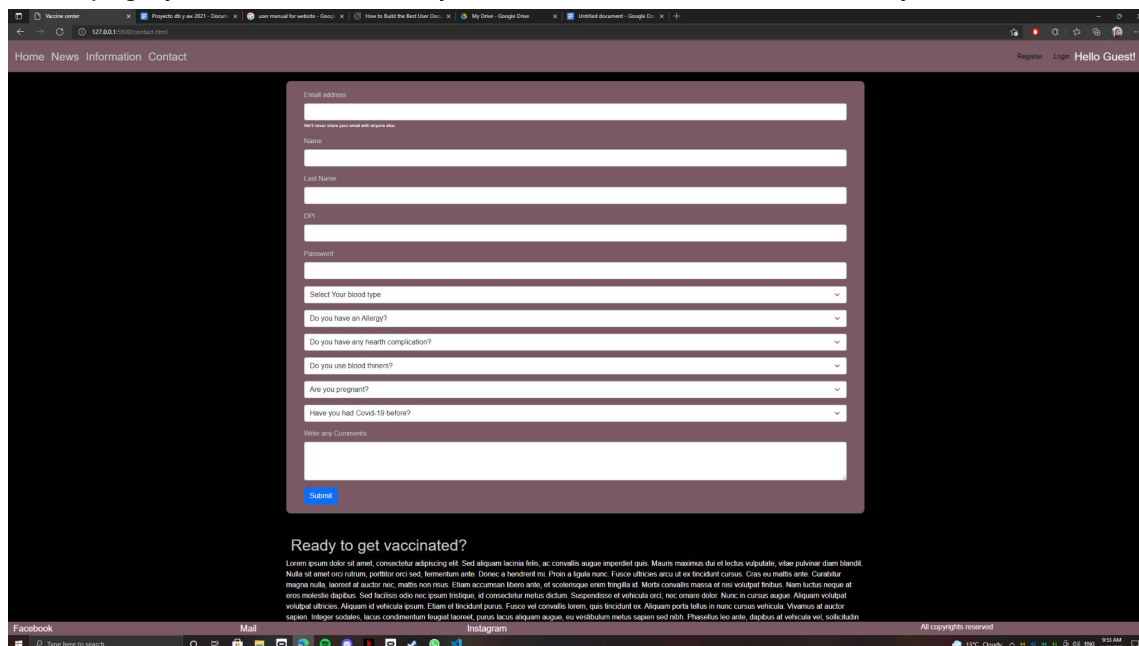 Vaccine center
Proyecto db y aw 2021 - Docum
user manual for website - Goog
How to Build the Best User Doc
My Drive - Google Drive
Untitled document - Google Do
127.0.0.1:5500/contact.html
Home News Information Contact
Register Login Hello Guest!
Email address
We'll never share your email with anyone else.
Name
Last Name
DPI
Password
Select Your blood type
Do you have an Allergy?
Do you have any hearth complication?
Do you use blood thiners?
Are you pregnant?
Have you had Covid-19 before?
Write any Comments:
Submit
Ready to get vaccinated?
Lorem ipsum dolor sit amet, consectetur adipiscing elit. Sed aliquam lacinia felis, ac convallis augue imperdiet quis. Mauris maximus dui et lectus vulputate, vitae pulvinar diam blandit.
Nulla sit amet orci rutrum, porttitor orci sed, fermentum ante. Donec a hendrerit mi. Proin a ligula nunc. Fusce ultricies arcu ut ex tincidunt cursus. Cras eu mattis ante. Curabitur
magna nulla, laoreet at auctor nec, mattis non risus. Etiam accumsan libero ante, et scelerisque enim fringilla id. Morbi convallis massa et nisi volutpat finibus. Nam luctus neque at
eros molestie dapibus. Sed facilisis odio nec ipsum tristique, id consectetur metus dictum. Suspendisse et vehicula orci, nec ornare dolor. Nunc in cursus augue. Aliquam volutpat
volutpat ultricies. Aliquam id vehicula ipsum. Etiam et tincidunt purus. Fusce vel convallis lorem, quis tincidunt ex. Aliquam porta tellus in nunc cursus vehicula. Vivamus at auctor
sapien. Integer sodales, lacus condimentum feugiat laoreet, purus lacus aliquam augue, eu vestibulum metus sapien sed nibh. Phasellus leo ante, dapibus at vehicula vel, sollicitudin
Facebook Mail Instagram All copyrights reserved
Type here to search
15°C Cloudy
ENG
9:53 AM